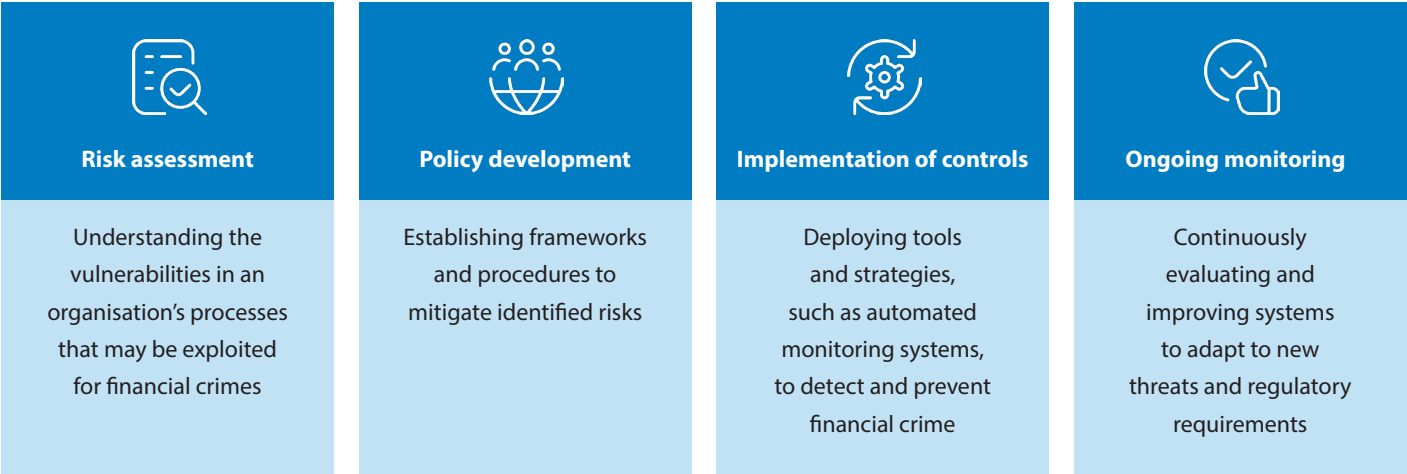 Risk assessment
Understanding the
vulnerabilities in an
organisation's processes
that may be exploited
for financial crimes
Policy development
Establishing frameworks
and procedures to
mitigate identified risks
Implementation of controls
Deploying tools
and strategies,
such as automated
monitoring systems,
to detect and prevent
financial crime
Ongoing monitoring
Continuously
evaluating and
improving systems
to adapt to new
threats and regulatory
requirements